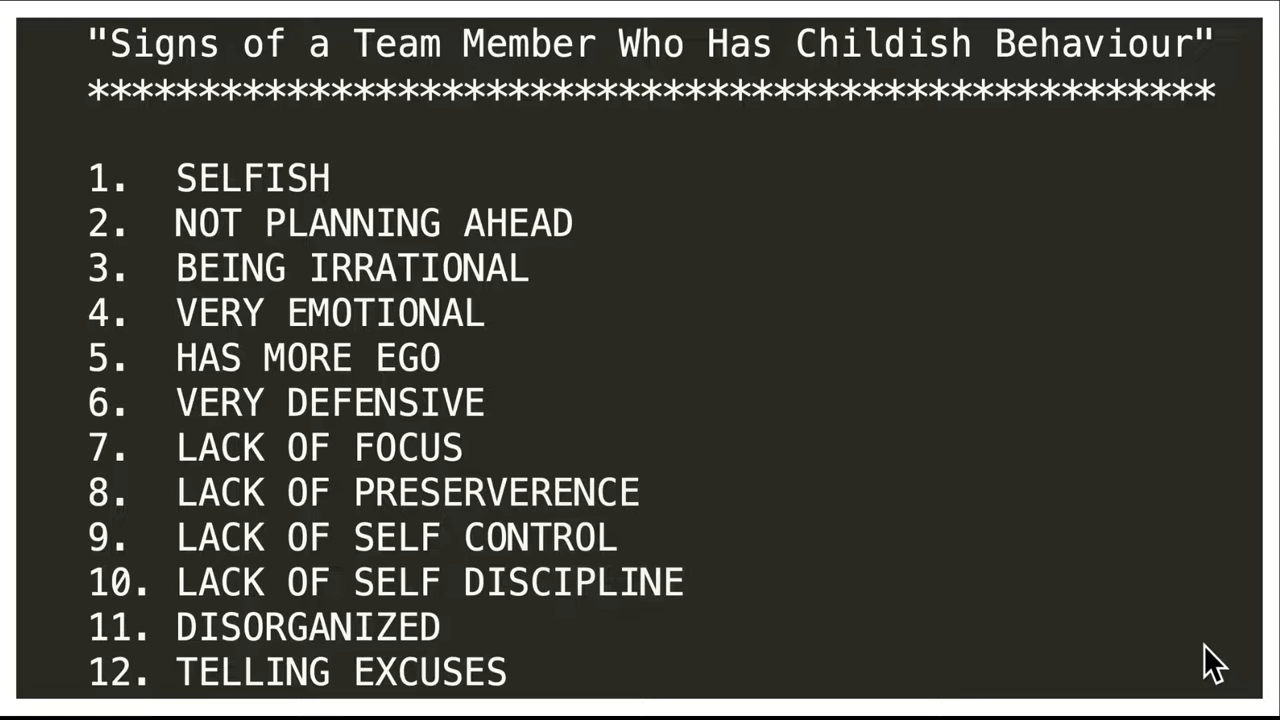 "Signs of a Team Member Who Has Childish Behaviour"
***************************************************
1. SELFISH
2. NOT PLANNING AHEAD
3. BEING IRRATIONAL
4. VERY EMOTIONAL
5. HAS MORE EGO
6. VERY DEFENSIVE
7. LACK OF FOCUS
8. LACK OF PRESERVERENCE
9. LACK OF SELF CONTROL
10. LACK OF SELF DISCIPLINE
11. DISORGANIZED
12. TELLING EXCUSES